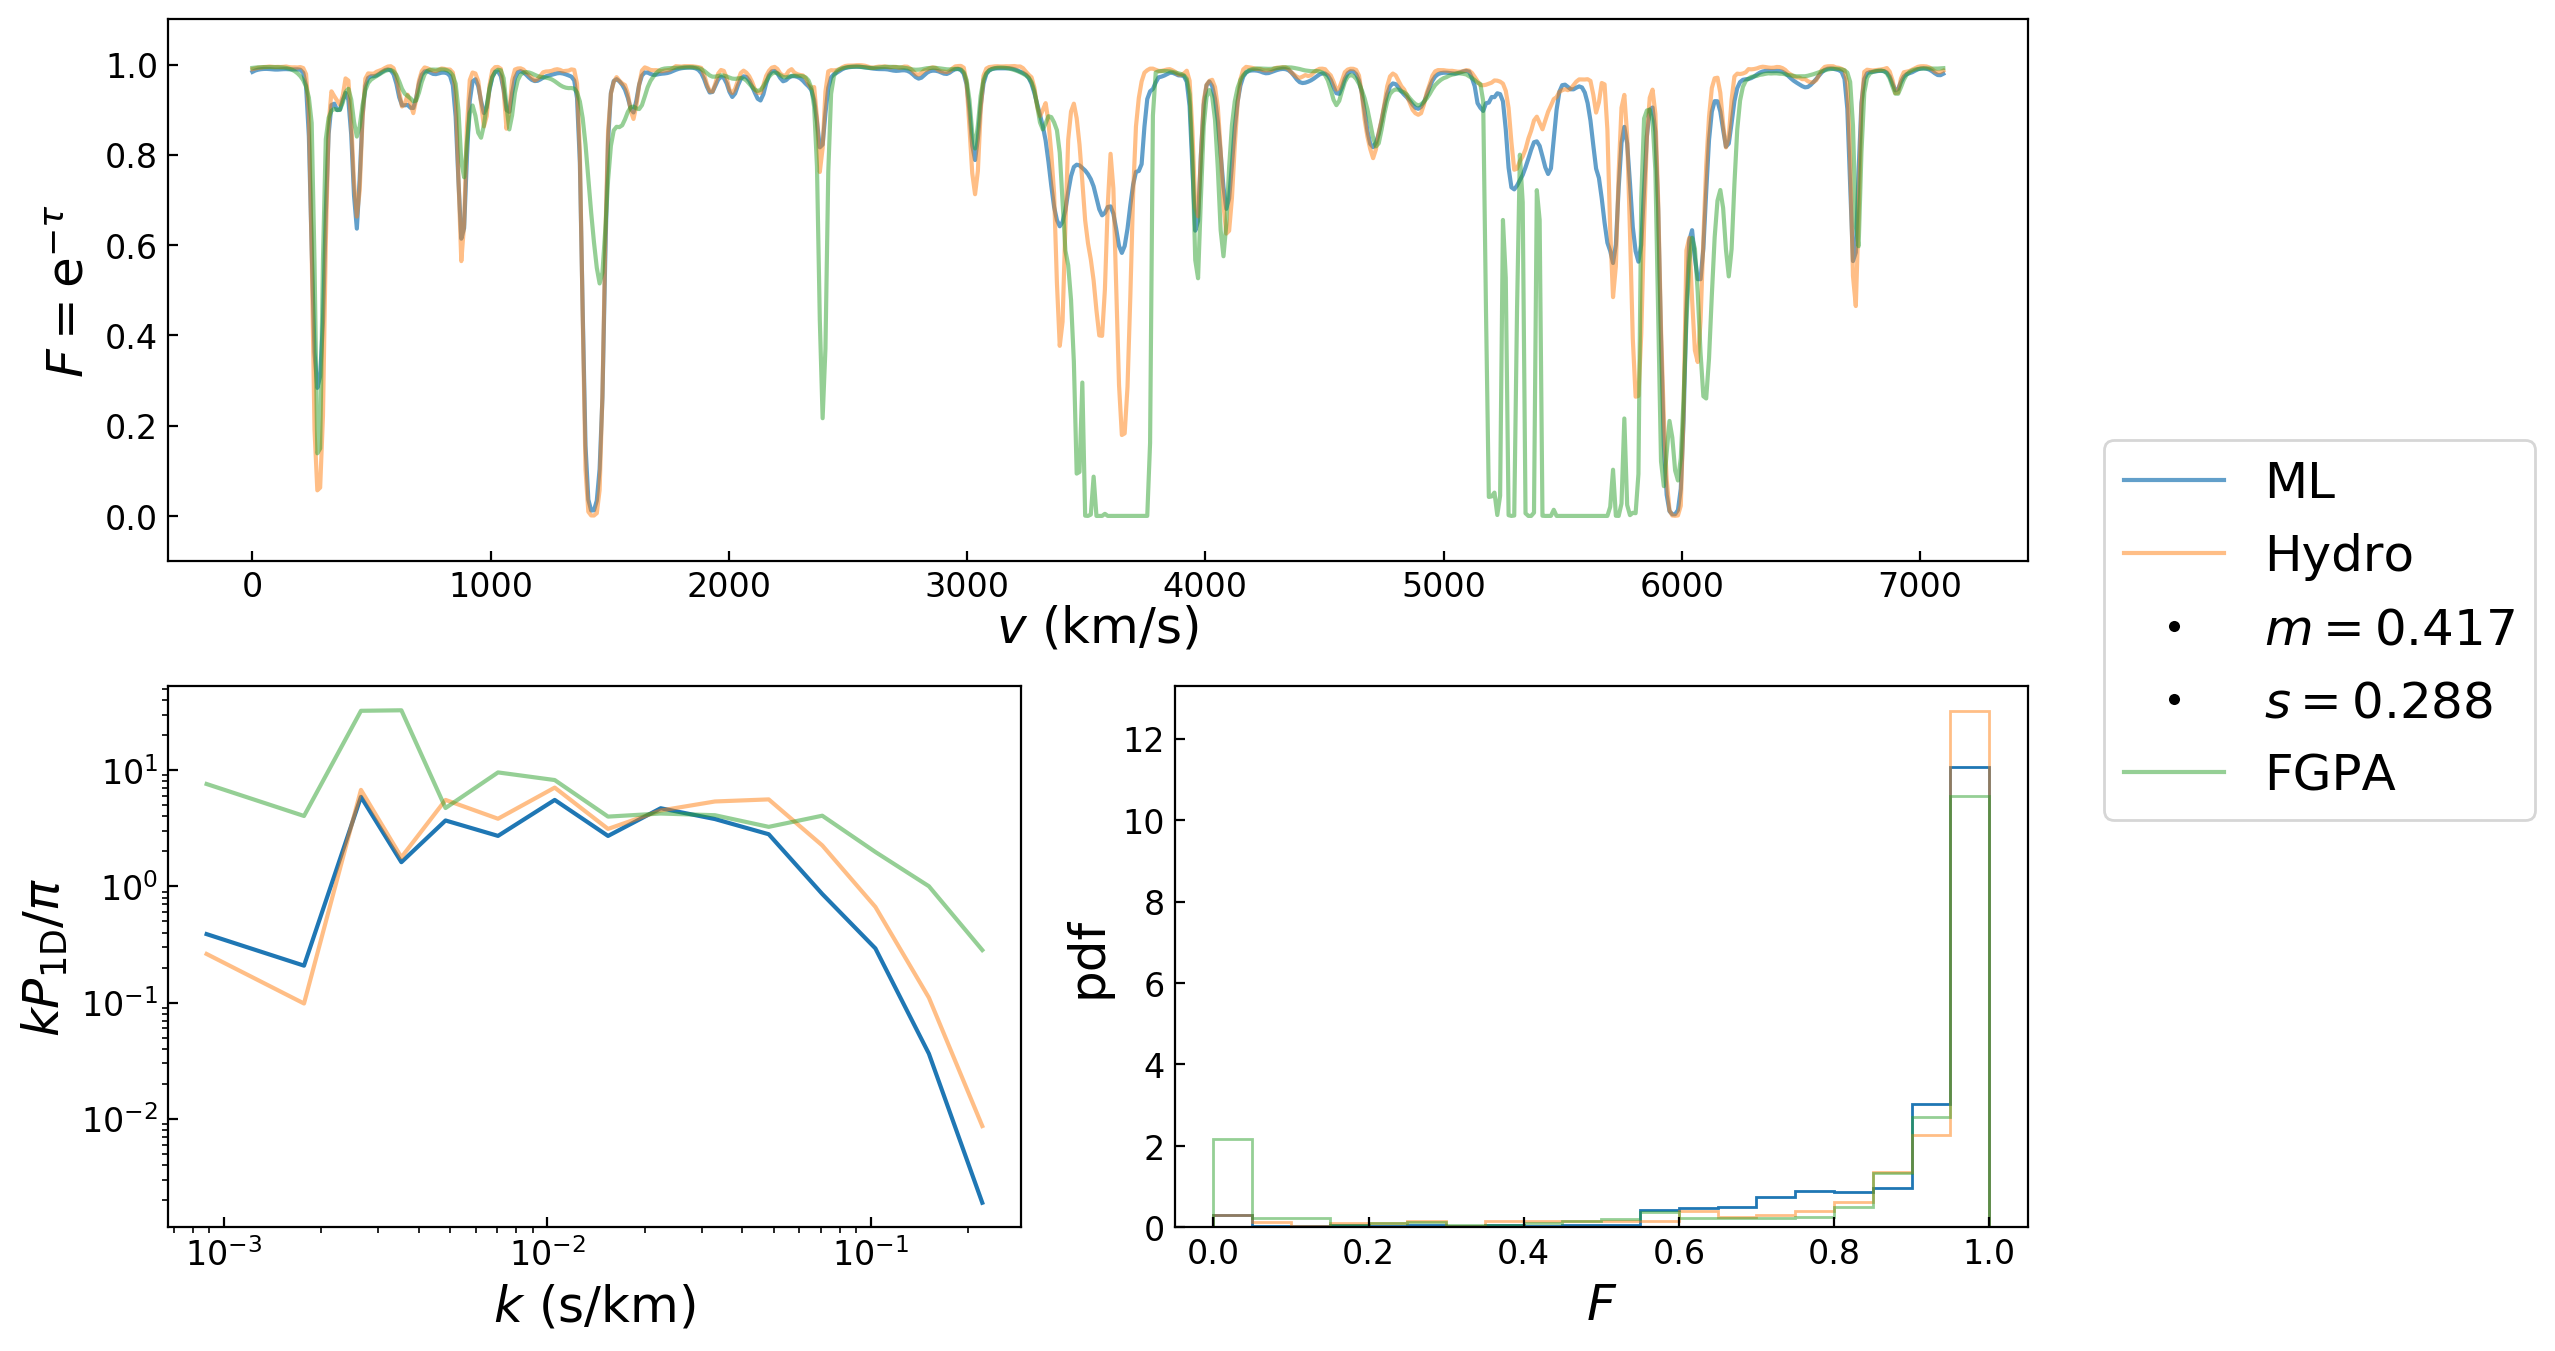 F = e^{-τ}
1.0
0.8
0.6
0.4
0.2
0.0
0 1000 2000 3000 4000 5000 6000 7000
v (km/s)
ML
Hydro
m = 0.417
s = 0.288
FGPA
kP_{1D}/π
10^1
10^0
10^{-1}
10^{-2}
10^{-3} 10^{-2} 10^{-1}
k (s/km)
pdf
12
10
8
6
4
2
0
0.0 0.2 0.4 0.6 0.8 1.0
F